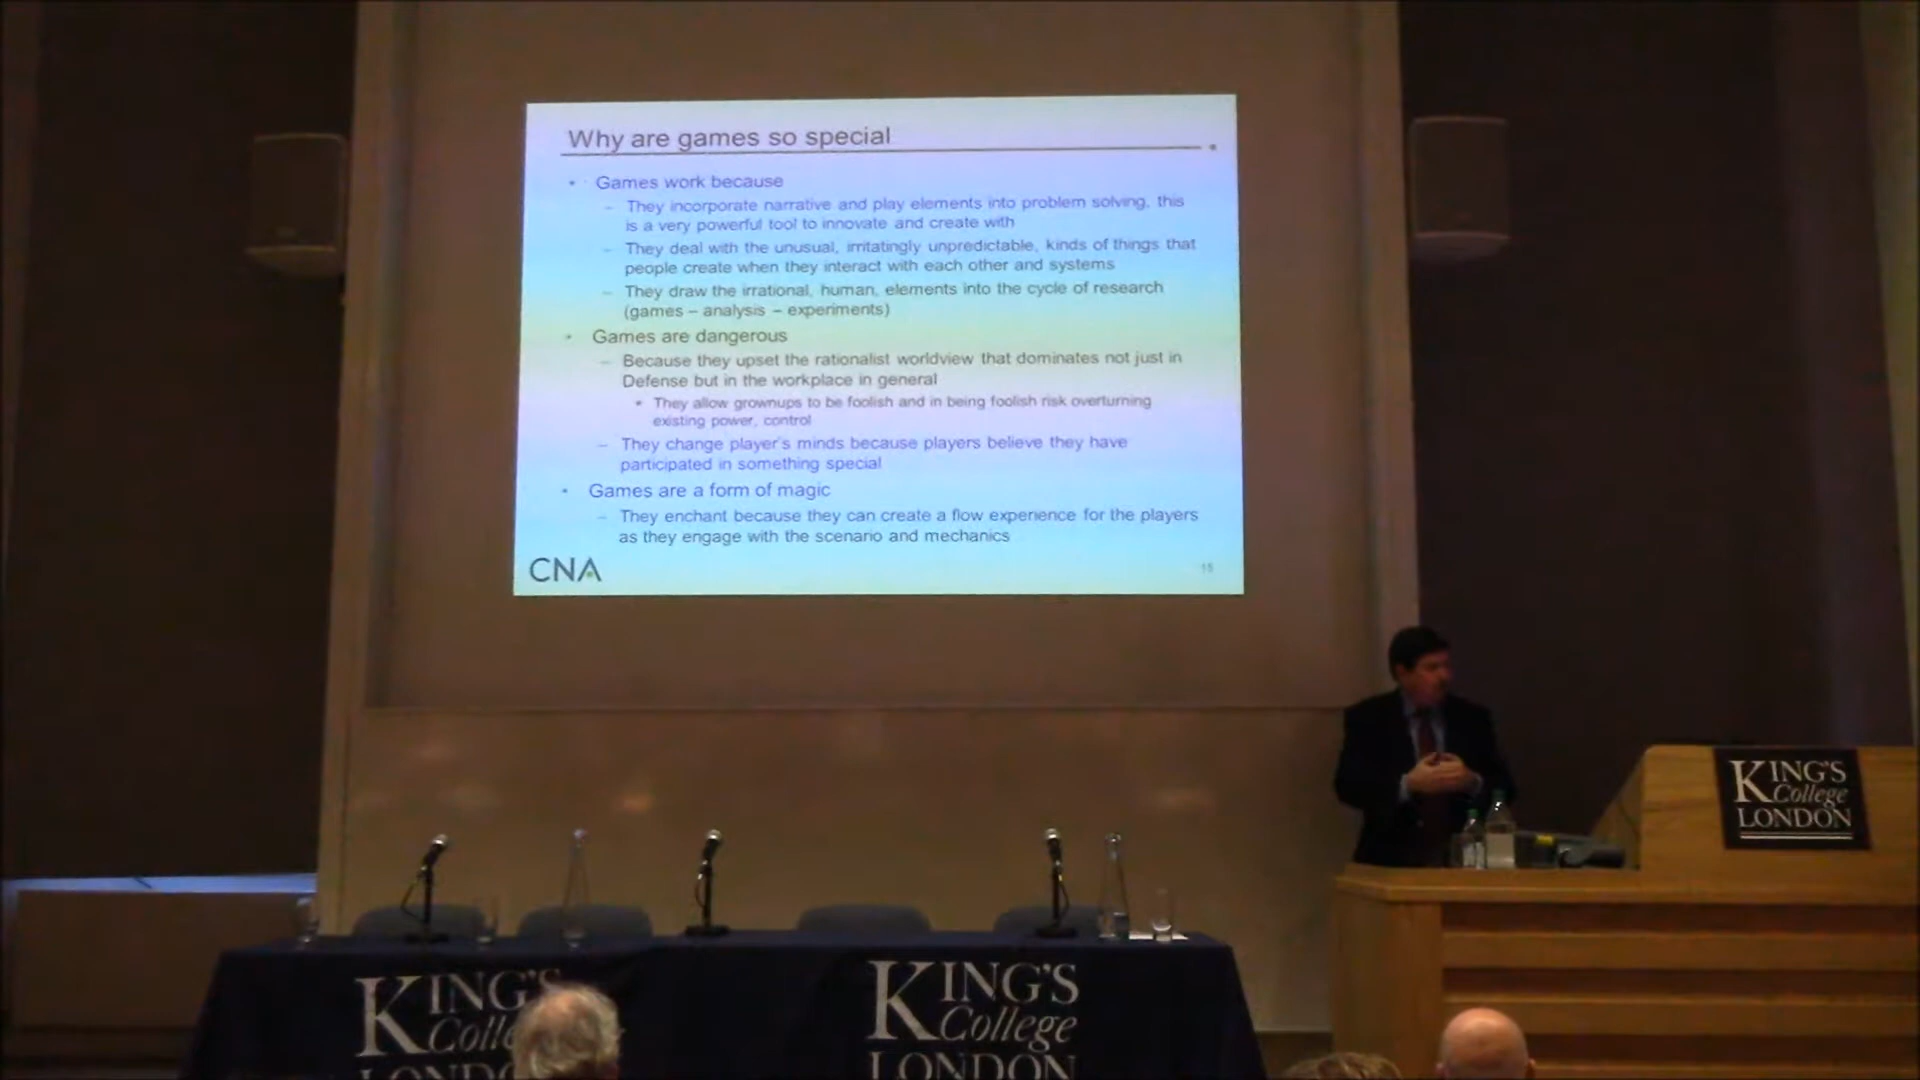 Why are games so special
• Games work because
– They incorporate narrative and play elements into problem solving, this
is a very powerful tool to innovate and create with
– They deal with the unusual, irritatingly unpredictable, kinds of things that
people create when they interact with each other and systems
– They draw the irrational, human, elements into the cycle of research
(games – analysis – experiments)
• Games are dangerous
– Because they upset the rationalist worldview that dominates not just in
Defense but in the workplace in general
• They allow grownups to be foolish and in being foolish risk overturning
existing power, control
– They change player's minds because players believe they have
participated in something special
• Games are a form of magic
– They enchant because they can create a flow experience for the players
as they engage with the scenario and mechanics
CNA
15
KING'S
College
LONDON
KING'S
Colle
LONDO
KING'S
College
LONDON